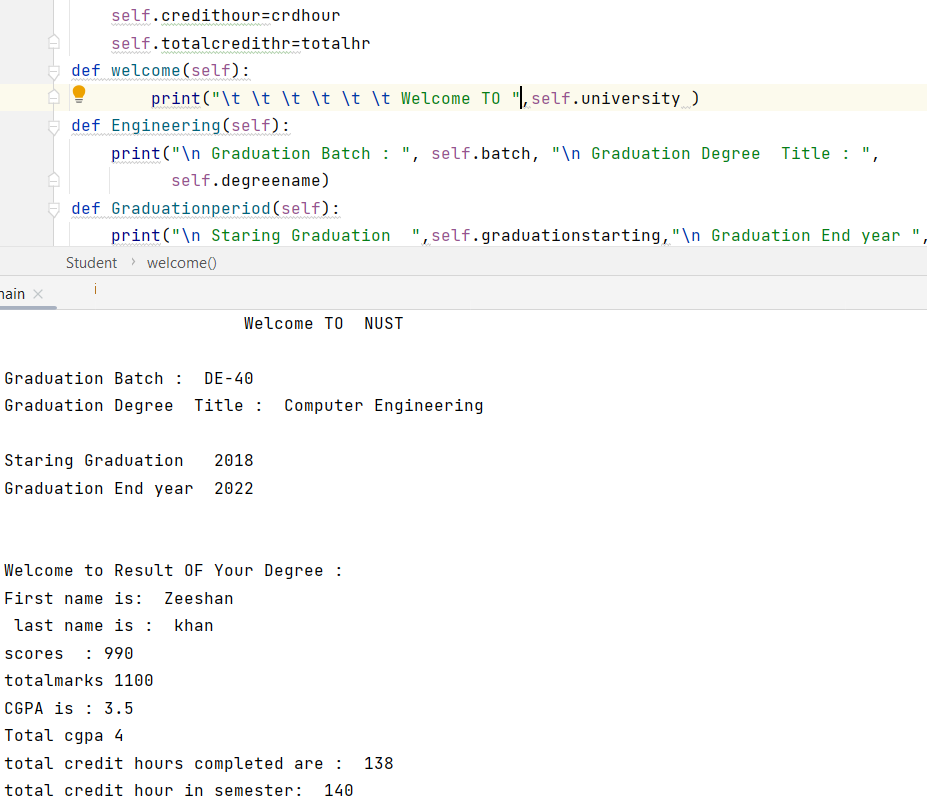 self.credithour=crdhour
self.totalcredithr=totalhr
def welcome(self):
print("\t \t \t \t \t \t Welcome TO ",self.university )
def Engineering(self):
print("\n Graduation Batch : ", self.batch, "\n Graduation Degree  Title : ",
self.degreename)
def Graduationperiod(self):
print("\n Staring Graduation  ",self.graduationstarting,"\n Graduation End year ",
Student › welcome()
main × i
Welcome TO  NUST
Graduation Batch :  DE-40
Graduation Degree  Title :  Computer Engineering
Staring Graduation   2018
Graduation End year  2022
Welcome to Result OF Your Degree :
First name is:  Zeeshan
last name is :  khan
scores  : 990
totalmarks 1100
CGPA is : 3.5
Total cgpa 4
total credit hours completed are :  138
total credit hour in semester:  140